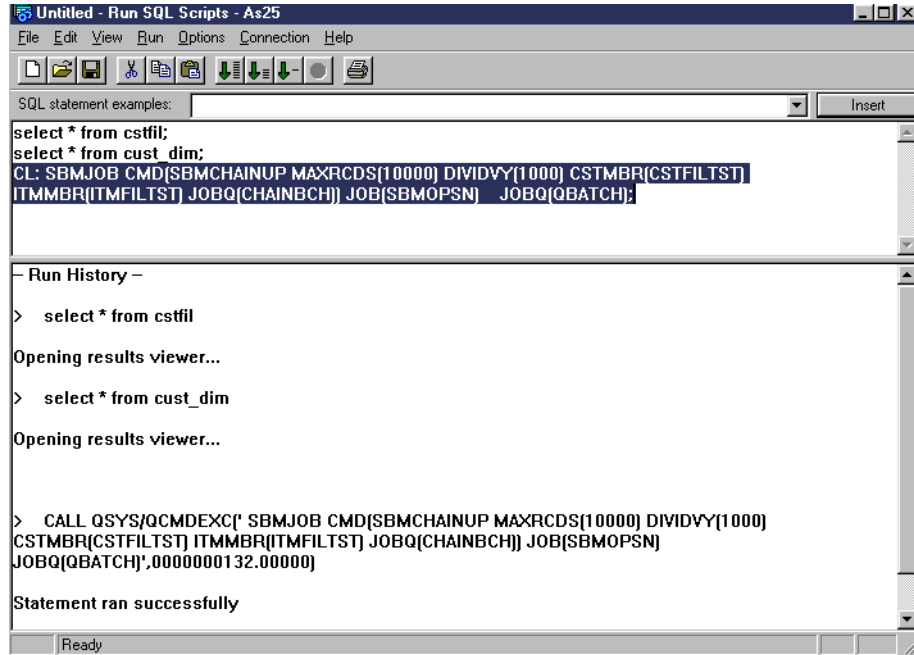 Untitled - Run SQL Scripts - As25
File Edit View Run Options Connection Help
SQL statement examples:
Insert
select * from cstfil;
select * from cust_dim;
CL: SBMJOB CMD(SBMCHAINUP MAXRCDS(10000) DIVIDVY(1000) CSTMBR(CSTFILTST)
ITMMBR(ITMFILTST) JOBQ(CHAINBCH)) JOB(SBMOPSN) JOBQ(QBATCH);
– Run History –
> select * from cstfil
Opening results viewer...
> select * from cust_dim
Opening results viewer...
> CALL QSYS/QCMDEXC(' SBMJOB CMD(SBMCHAINUP MAXRCDS(10000) DIVIDVY(1000)
CSTMBR(CSTFILTST) ITMMBR(ITMFILTST) JOBQ(CHAINBCH)) JOB(SBMOPSN)
JOBQ(QBATCH)',0000000132.00000)
Statement ran successfully
Ready